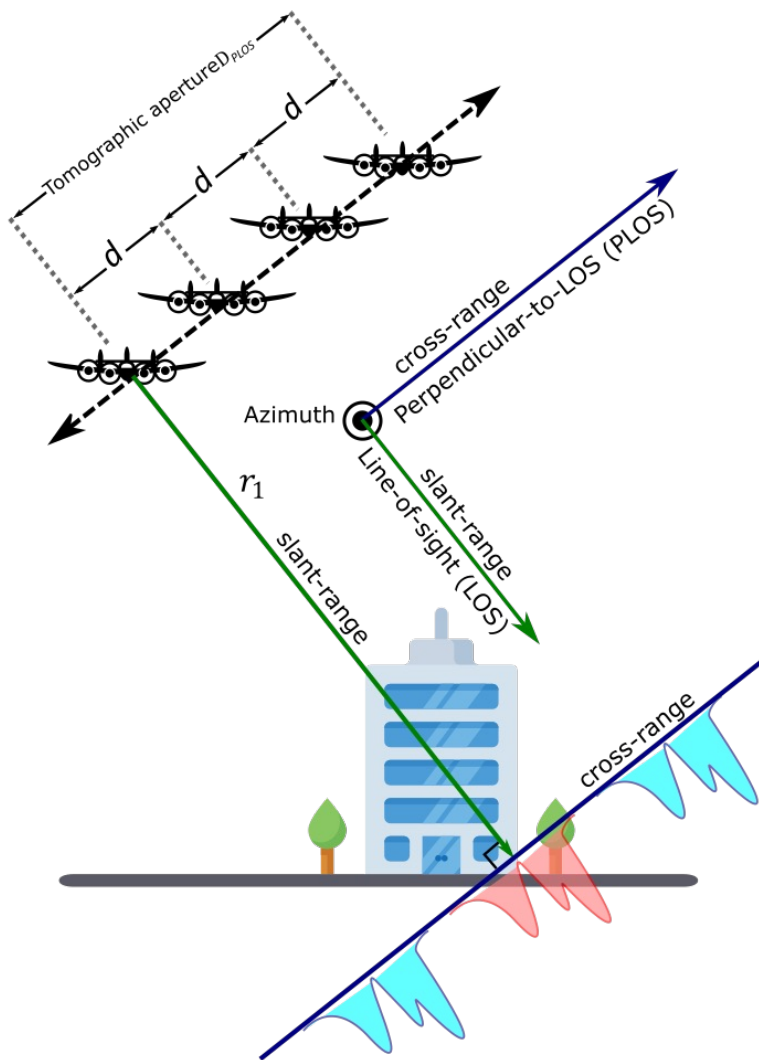 Tomographic apertureD_PLOS
d
d
d
cross-range
Perpendicular-to-LOS (PLOS)
Azimuth
slant-range
Line-of-sight (LOS)
r₁
slant-range
cross-range